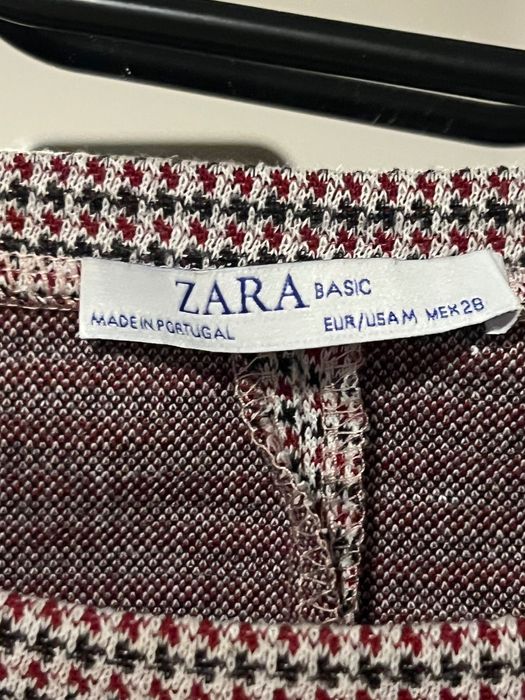 ZARA BASIC
MADE IN PORTUGAL
EUR/USA M MEX 28